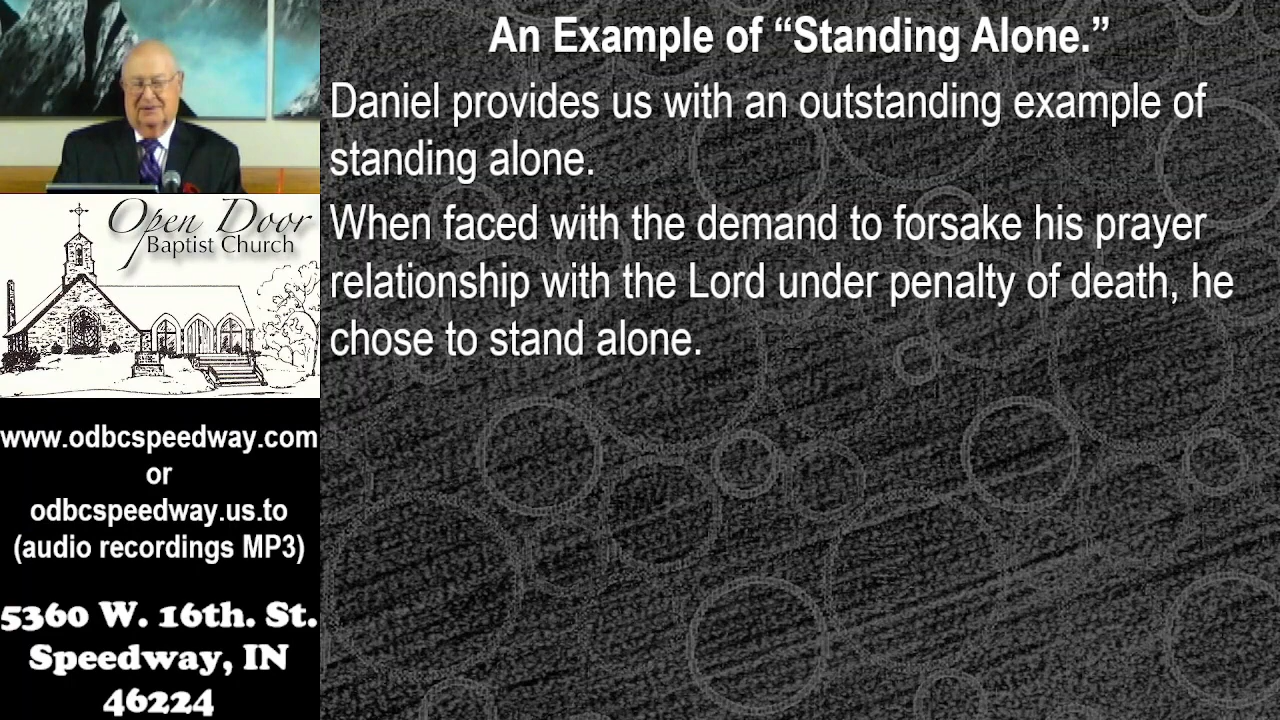 An Example of “Standing Alone.”
Daniel provides us with an outstanding example of
standing alone.
When faced with the demand to forsake his prayer
relationship with the Lord under penalty of death, he
chose to stand alone.
Open Door
Baptist Church
www.odbcspeedway.com
or
odbcspeedway.us.to
(audio recordings MP3)
5360 W. 16th. St.
Speedway, IN
46224